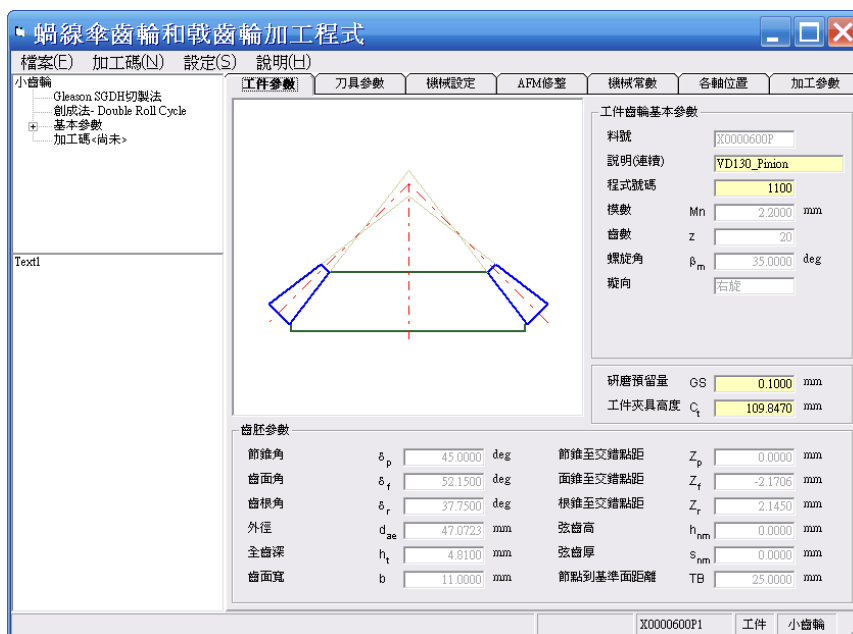 蝸線傘齒輪和戟齒輪加工程式
檔案(F) 加工碼(N) 設定(S) 說明(H)
小齒輪
Gleason SGDH切製法
創成法- Double Roll Cycle
基本參數
加工碼<尚未>
Text1
工件參數 刀具參數 機械設定 AFM修整 機械常數 各軸位置 加工參數
工件齒輪基本參數
料號 X0000600P
說明(連續) VD130_Pinion
程式號碼 1100
模數 Mn 2.2000 mm
齒數 z 20
螺旋角 βm 35.0000 deg
旋向 右旋
研磨預留量 GS 0.1000 mm
工件夾具高度 Ct 109.8470 mm
齒胚參數
節錐角 δp 45.0000 deg 節錐至交錯點距 Zp 0.0000 mm
齒面角 δf 52.1500 deg 面錐至交錯點距 Zf -2.1706 mm
齒根角 δr 37.7500 deg 根錐至交錯點距 Zr 2.1450 mm
外徑 dae 47.0723 mm 弦齒高 hnm 0.0000 mm
全齒深 ht 4.8100 mm 弦齒厚 snm 0.0000 mm
齒面寬 b 11.0000 mm 節點到基準面距離 TB 25.0000 mm
X0000600P1 工件 小齒輪